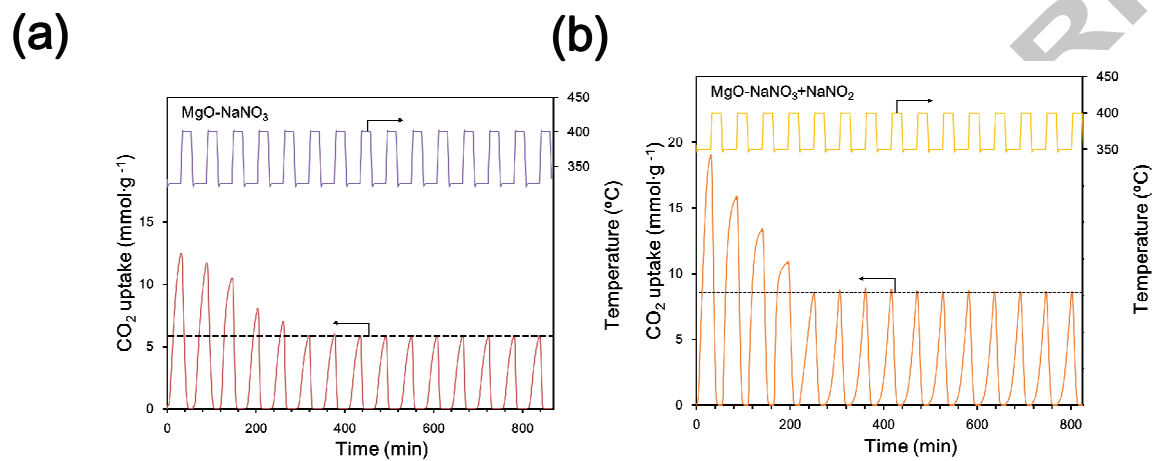 (a)
(b)
MgO-NaNO₃
CO₂ uptake (mmol·g⁻¹)
15
10
5
0
450
400
350
Temperature (ºC)
0
200
400
600
800
Time (min)
MgO-NaNO₃+NaNO₂
CO₂ uptake (mmol·g⁻¹)
20
15
10
5
0
450
400
350
Temperature (ºC)
0
200
400
600
800
Time (min)